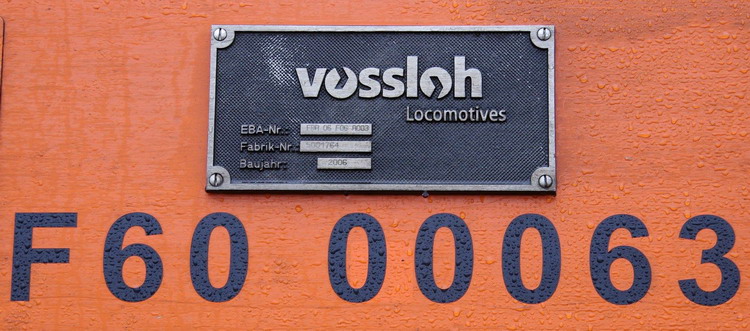 vossloh
Locomotives
EBA-Nr.:
Fabrik-Nr.
Baujahr: 2006
F60 00063